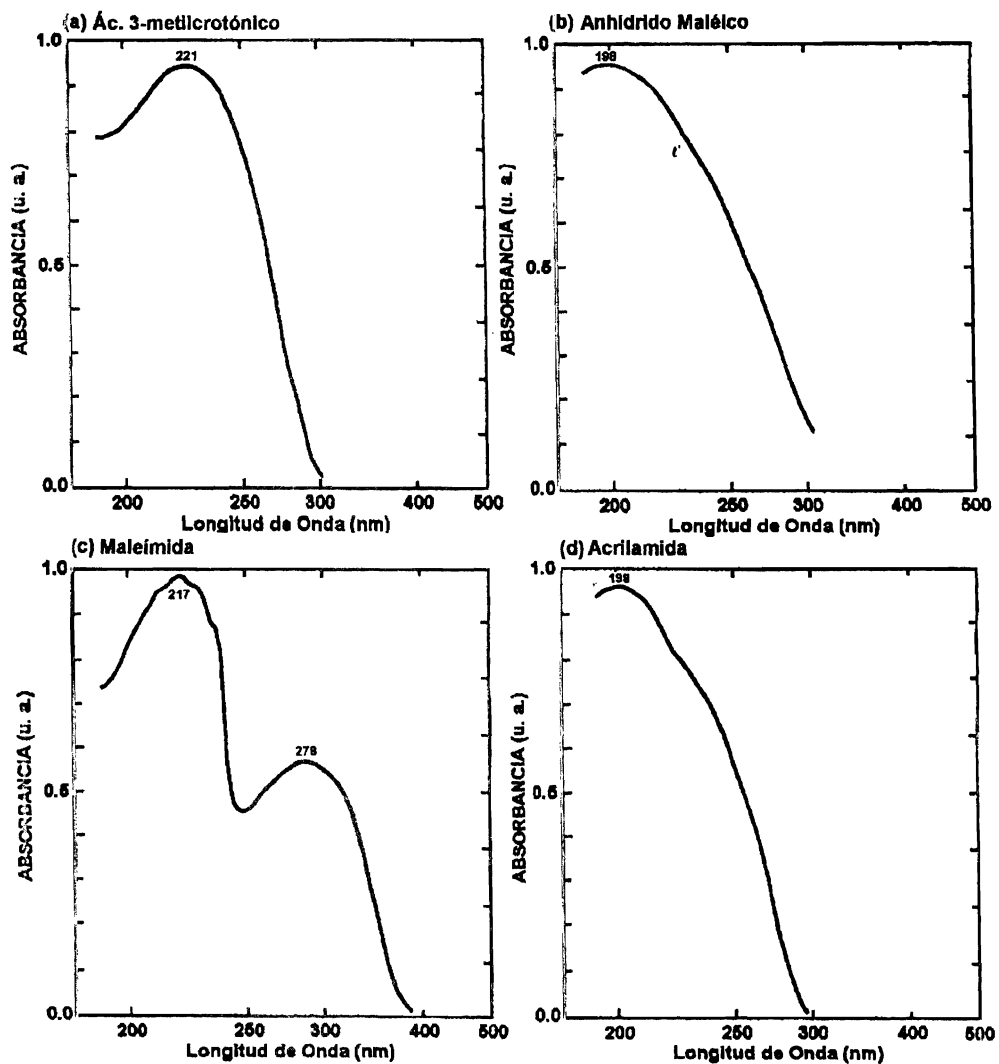 (a) Ác. 3-metilcrotónico
1.0
221
ABSORBANCIA (u. a.)
0.5
0.0
200 250 300 400 500
Longitud de Onda (nm)
(b) Anhidrido Maléico
1.0
198
ABSORBANCIA (u. a.)
0.5
0.0
200 250 300 400 500
Longitud de Onda (nm)
(c) Maleímida
1.0
217
278
ABSORBANCIA (u. a.)
0.5
0.0
200 250 300 400 500
Longitud de Onda (nm)
(d) Acrilamida
1.0
199
ABSORBANCIA (u. a.)
0.5
0.0
200 250 300 400 500
Longitud de Onda (nm)